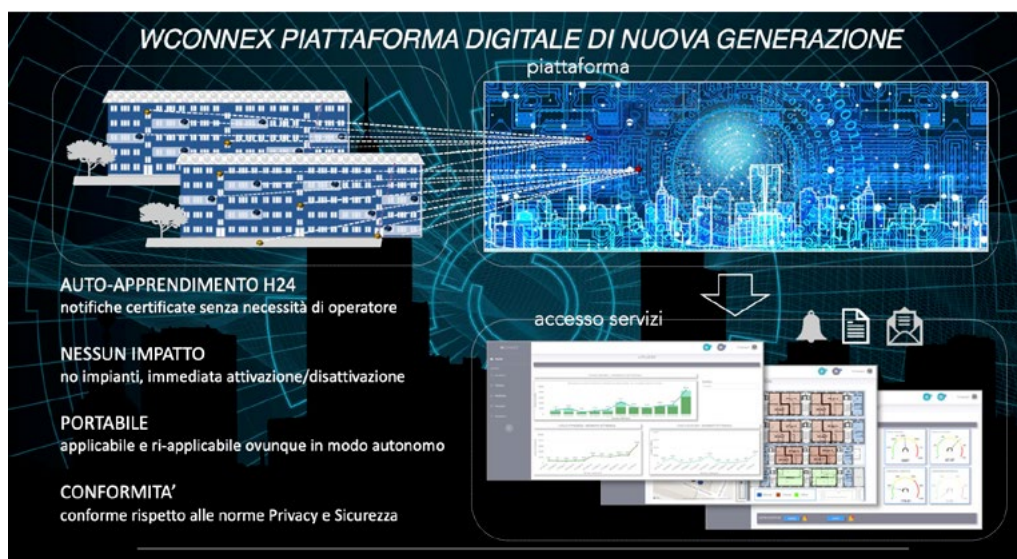 WCONNEX PIATTAFORMA DIGITALE DI NUOVA GENERAZIONE
piattaforma
AUTO-APPRENDIMENTO H24
notifiche certificate senza necessità di operatore
NESSUN IMPATTO
no impianti, immediata attivazione/disattivazione
PORTABILE
applicabile e ri-applicabile ovunque in modo autonomo
CONFORMITA’
conforme rispetto alle norme Privacy e Sicurezza
accesso servizi